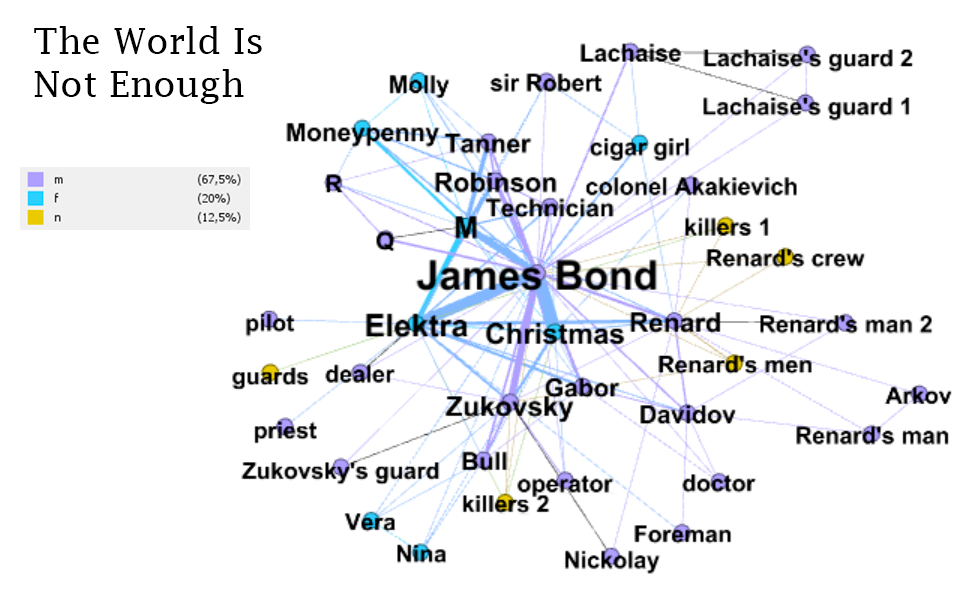 The World Is
Not Enough
m (67,5%)
f (20%)
n (12,5%)
Lachaise
Lachaise's guard 2
Molly
sir Robert
Lachaise's guard 1
Moneypenny
Tanner
cigar girl
R
Robinson
colonel Akakievich
Technician
M
killers 1
Q
Renard's crew
James Bond
pilot
Elektra
Christmas
Renard
Renard's man 2
guards
dealer
Renard's men
Gabor
Arkov
Zukovsky
Davidov
priest
Renard's man
Zukovsky's guard
Bull
operator
doctor
killers 2
Vera
Foreman
Nina
Nickolay